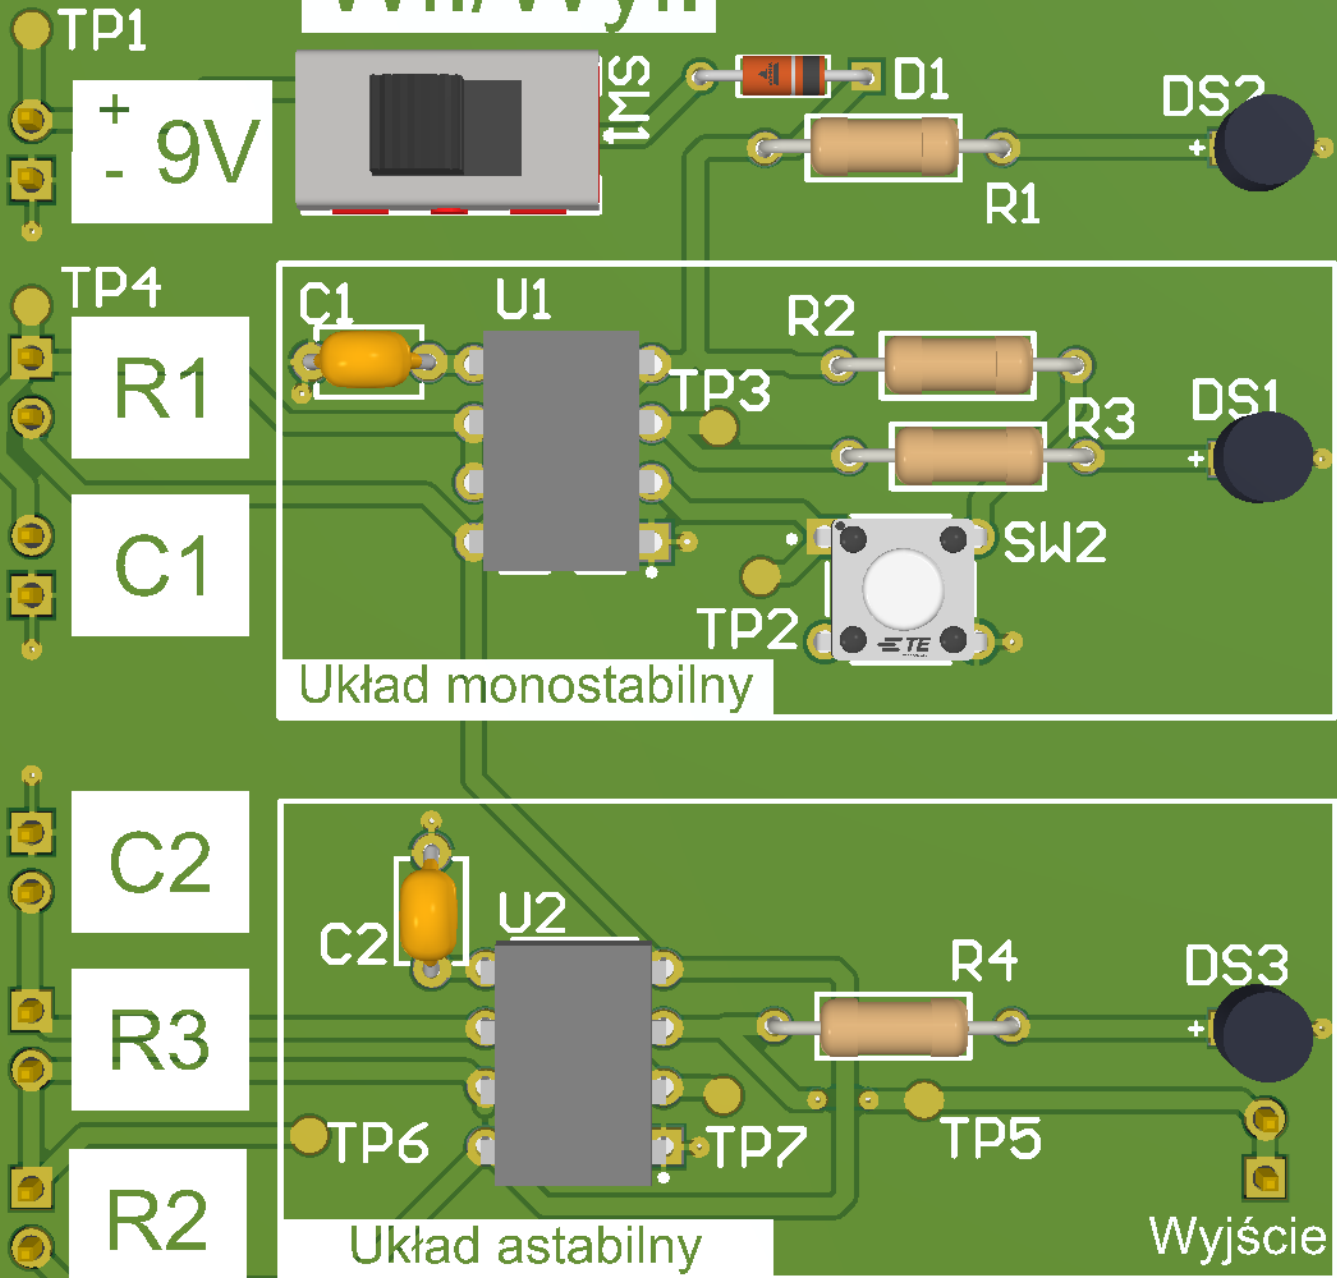 TP1
+
- 9V
SW1
D1
DS2
R1
TP4
R1
C1
U1
R2
TP3
R3
DS1
C1
SW2
TP2
TE
Układ monostabilny
C2
U2
C2
R4
DS3
R3
TP6
TP7
TP5
R2
Układ astabilny
Wyjście